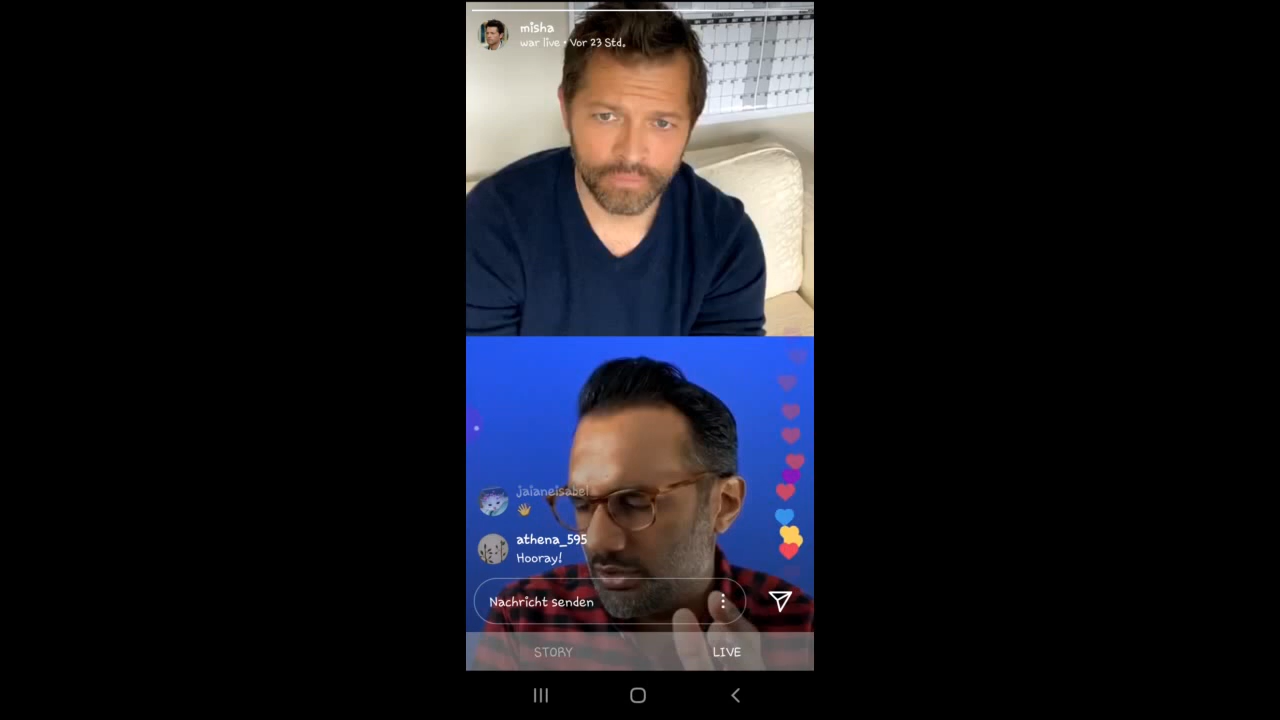 misha
war live • Vor 23 Std.
jaianeisabel
👋
athena_595
Hooray!
Nachricht senden
STORY
LIVE